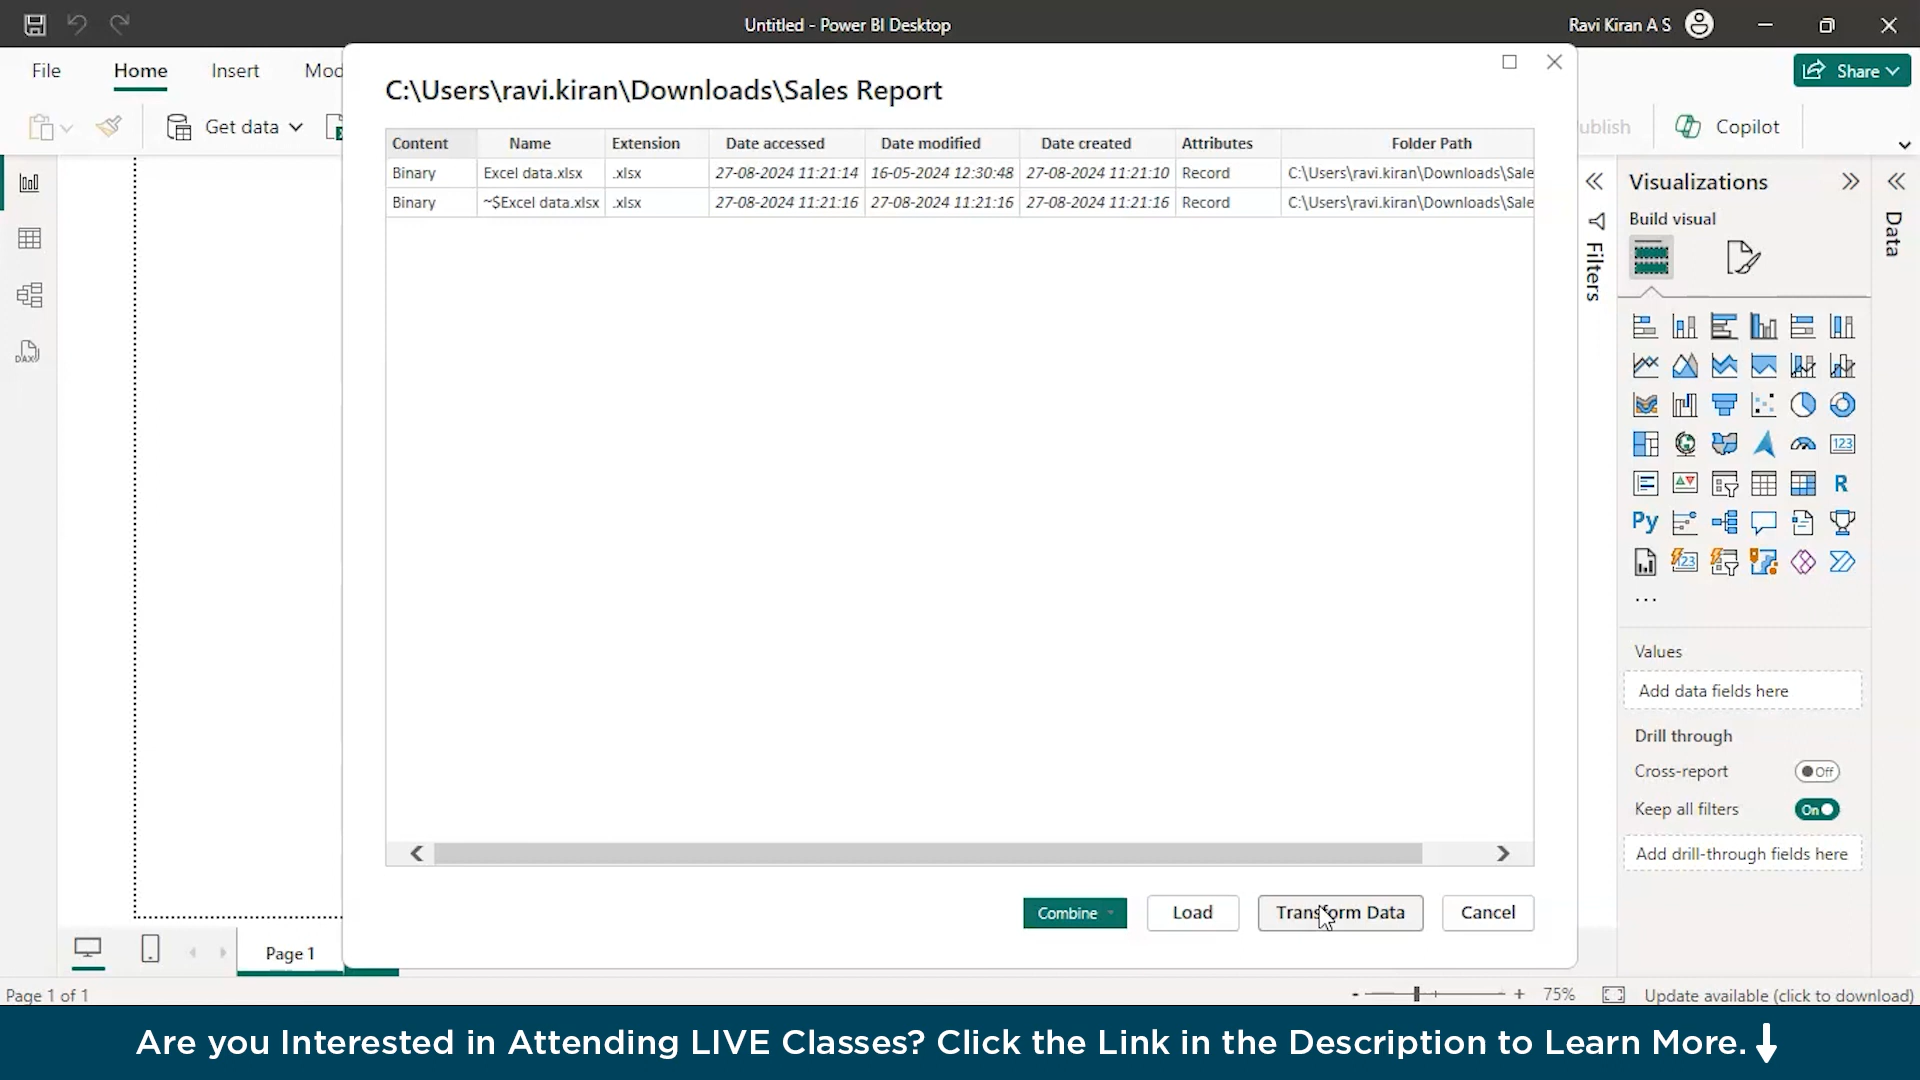 Untitled - Power BI Desktop
Ravi Kiran A S
File
Home
Insert
Mod
Share
Get data
ublish
Copilot
C:\Users\ravi.kiran\Downloads\Sales Report
Content Name Extension Date accessed Date modified Date created Attributes Folder Path
Binary Excel data.xlsx .xlsx 27-08-2024 11:21:14 16-05-2024 12:30:48 27-08-2024 11:21:10 Record C:\Users\ravi.kiran\Downloads\Sale
Binary ~$Excel data.xlsx .xlsx 27-08-2024 11:21:16 27-08-2024 11:21:16 27-08-2024 11:21:16 Record C:\Users\ravi.kiran\Downloads\Sale
Combine
Load
Transform Data
Cancel
Filters
Visualizations
Build visual
Data
123
R
Py
123
...
Values
Add data fields here
Drill through
Cross-report Off
Keep all filters On
Add drill-through fields here
DAX
Page 1
Page 1 of 1
- + 75%
Update available (click to download)
Are you Interested in Attending LIVE Classes? Click the Link in the Description to Learn More.